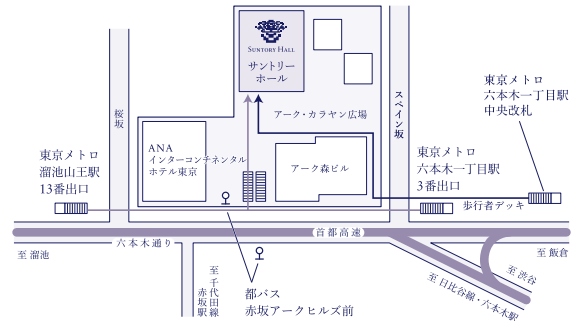 SUNTORY HALL
サントリー
ホール
スペイン坂
東京メトロ
六本木一丁目駅
中央改札
桜坂
アーク・カラヤン広場
ANA
インターコンチネンタル
ホテル東京
東京メトロ
溜池山王駅
13番出口
アーク森ビル
東京メトロ
六本木一丁目駅
3番出口
歩行者デッキ
首都高速
六本木通り
至 溜池
至 飯倉
至 渋谷
至 日比谷線・六本木駅
至 千代田線
赤坂駅
都バス
赤坂アークヒルズ前